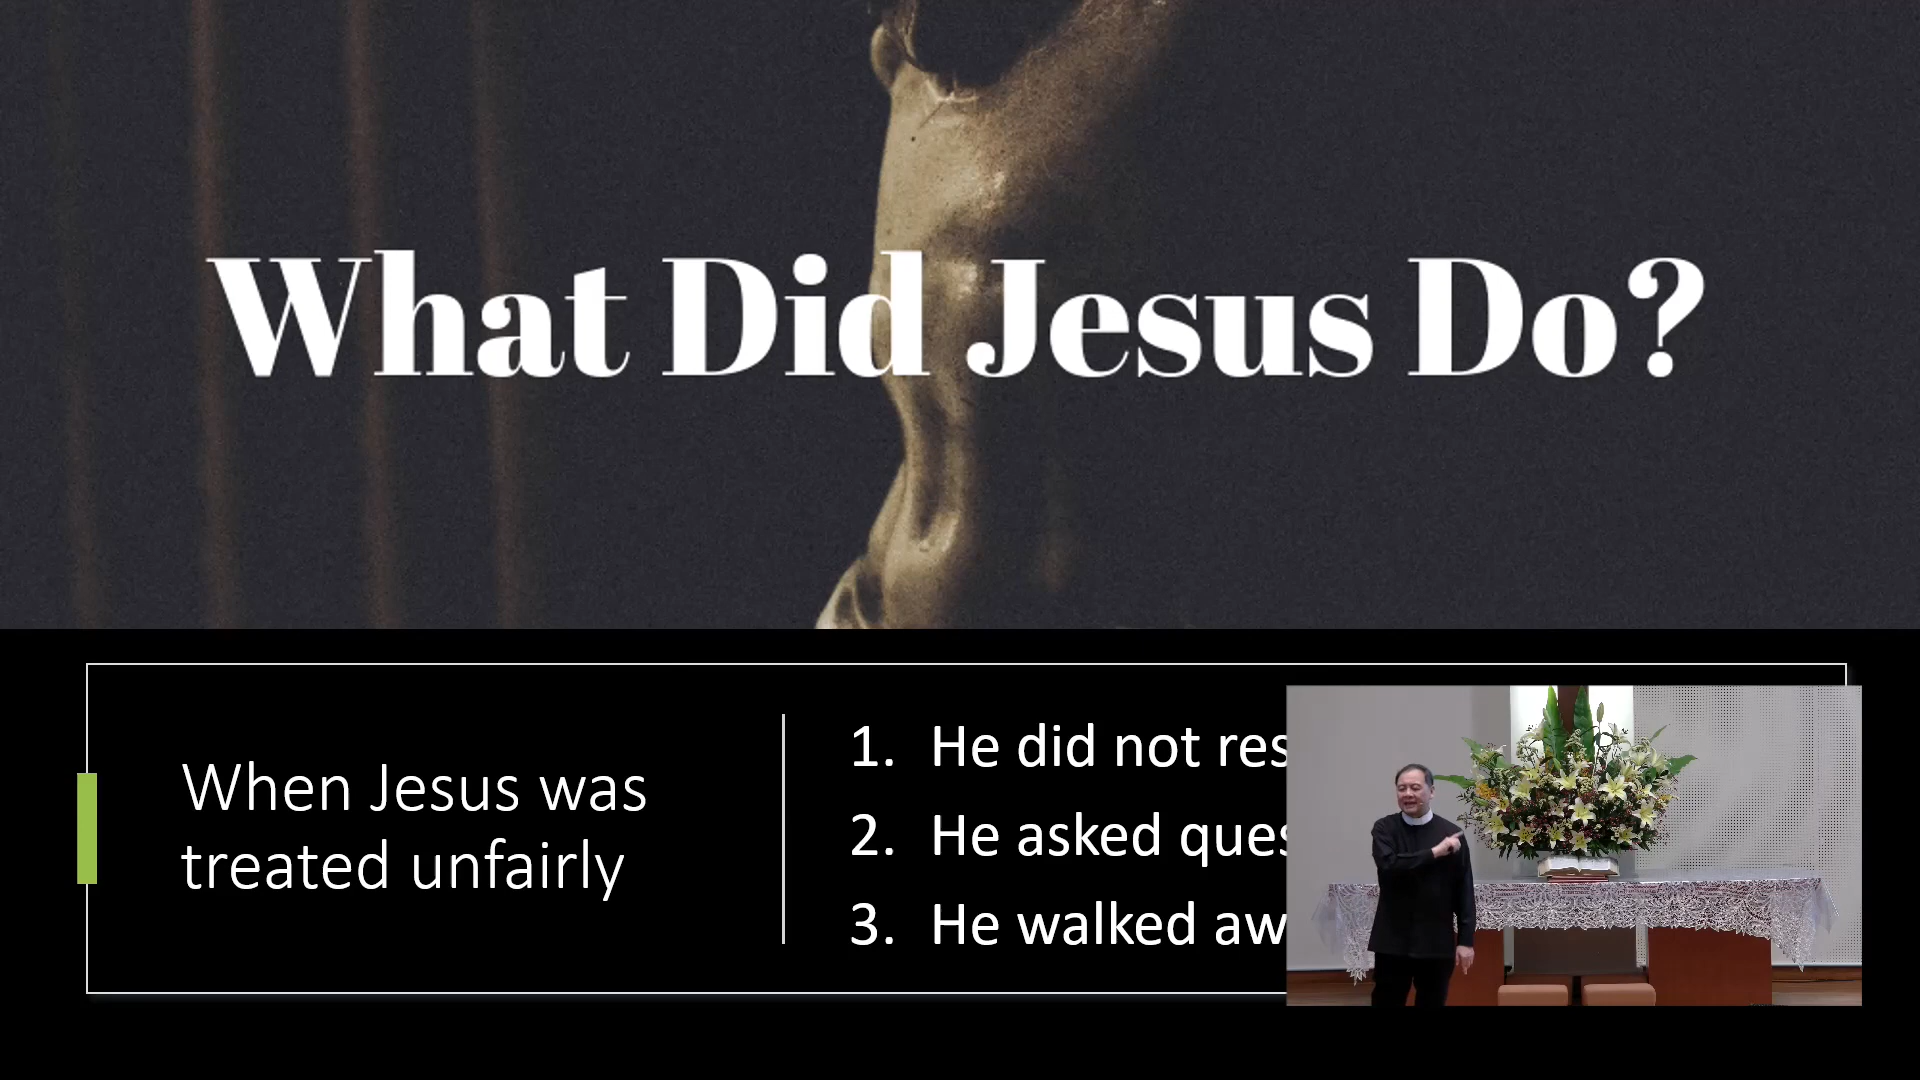 What Did Jesus Do?
When Jesus was
treated unfairly
1. He did not res
2. He asked ques
3. He walked aw